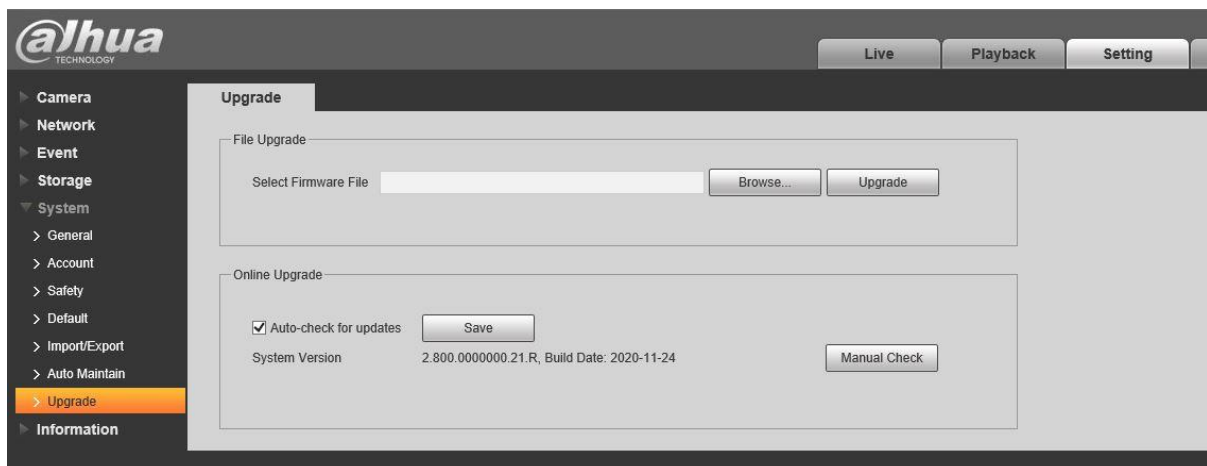 alhua
TECHNOLOGY
Live
Playback
Setting
Camera
Network
Event
Storage
System
General
Account
Safety
Default
Import/Export
Auto Maintain
Upgrade
Information
Upgrade
File Upgrade
Select Firmware File
Browse...
Upgrade
Online Upgrade
Auto-check for updates
Save
System Version
2.800.0000000.21.R, Build Date: 2020-11-24
Manual Check